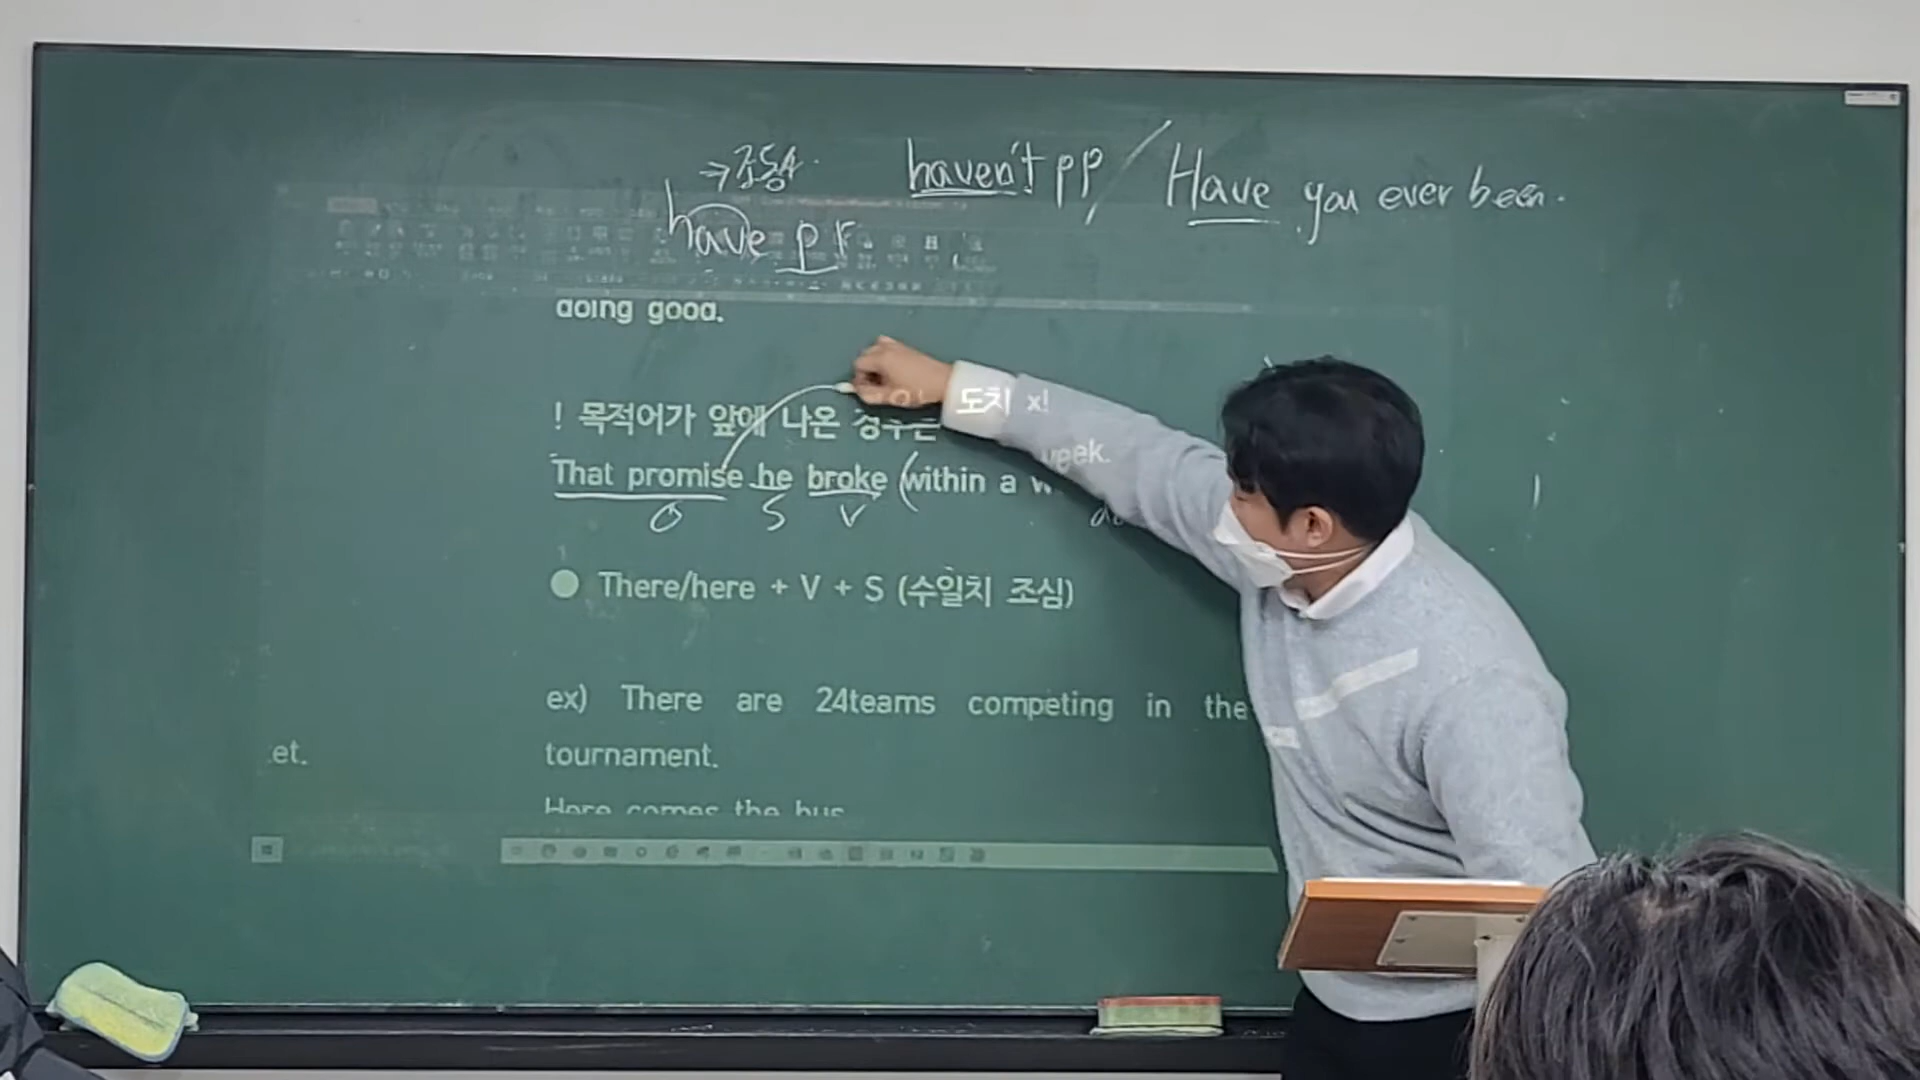 →조동사
haven't pp / Have you ever been.
have pp
doing good.
! 목적어가 앞에 나온 경우는 도치 x!
That promise he broke (within a week.
O S V
There/here + V + S (수일치 조심)
ex) There are 24teams competing in the
et. tournament.
Here comes the bus